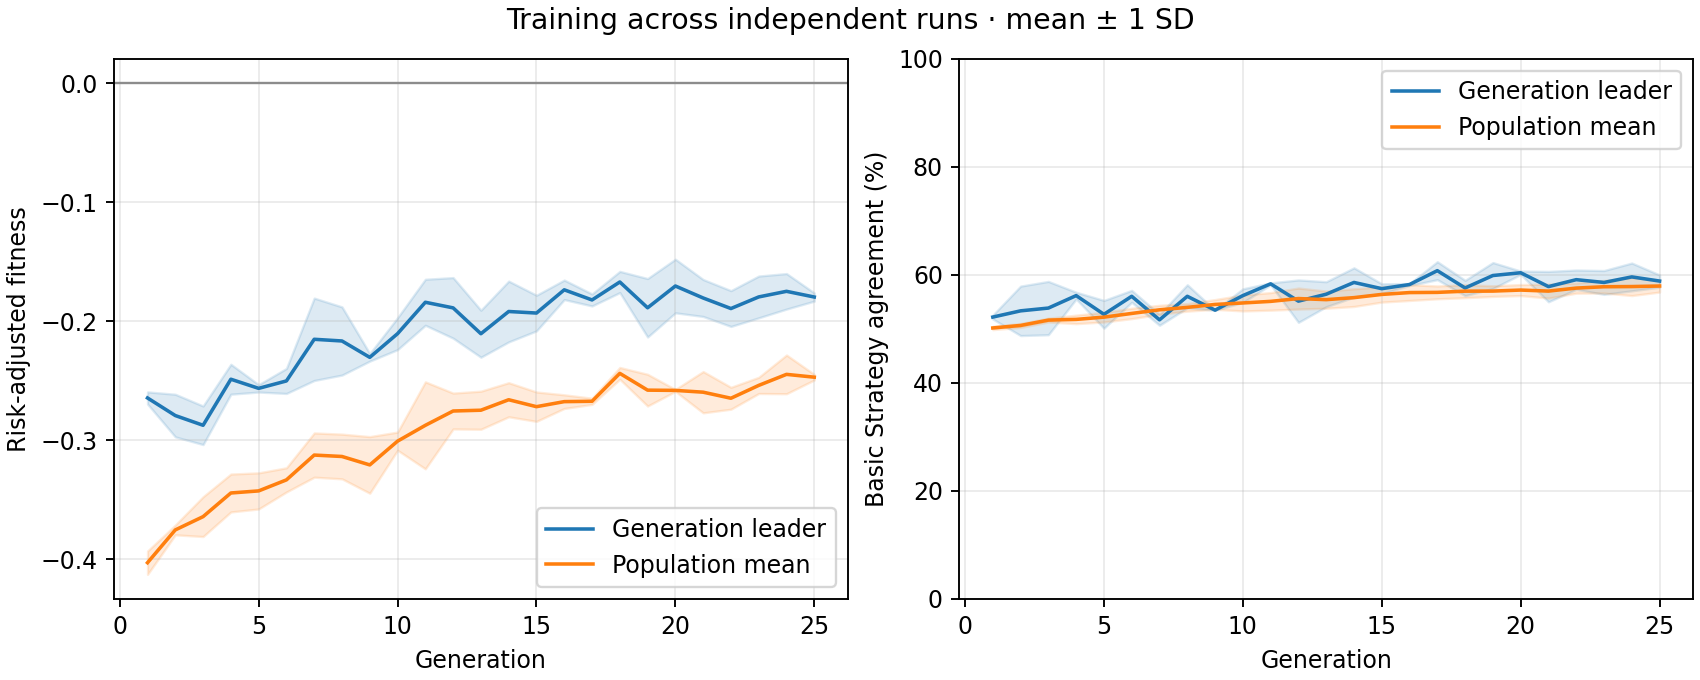 Training across independent runs · mean ± 1 SD
Risk-adjusted fitness
0.0
−0.1
−0.2
−0.3
−0.4
Generation leader
Population mean
0 5 10 15 20 25
Generation
Basic Strategy agreement (%)
100
80
60
40
20
0
Generation leader
Population mean
0 5 10 15 20 25
Generation